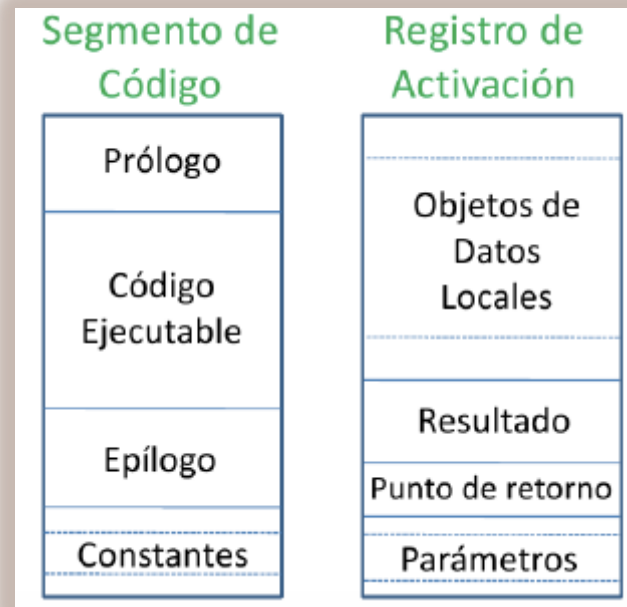 Segmento de
Código
Prólogo
Código
Ejecutable
Epílogo
Constantes
Registro de
Activación
Objetos de
Datos
Locales
Resultado
Punto de retorno
Parámetros